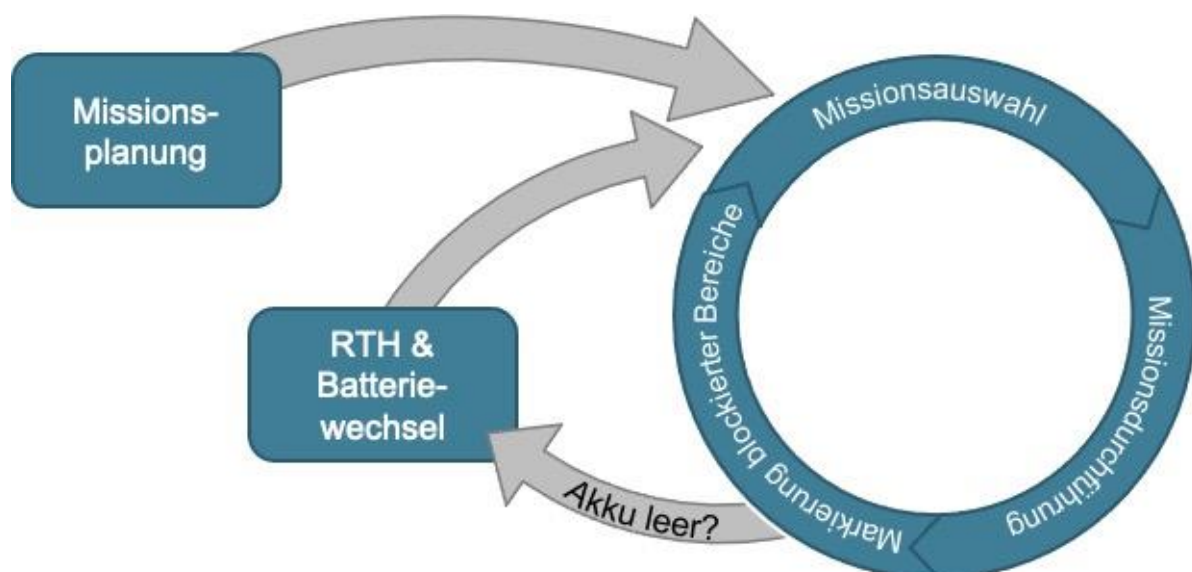 Missions-
planung
Missionsauswahl
Missionsdurchführung
Markierung blockierter Bereiche
RTH &
Batterie-
wechsel
Akku leer?